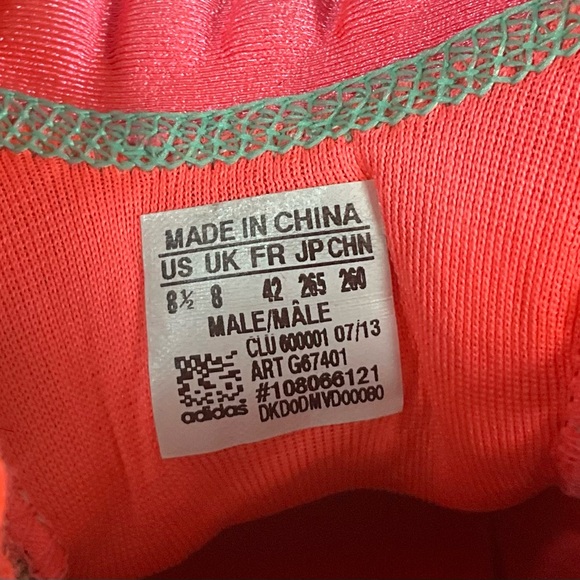 MADE IN CHINA
US UK FR JP CHN
8½ 8 42 265 260
MALE/MÂLE
CLU 600001 07/13
ART G67401
#108066121
adidas DKD0DMVD00080